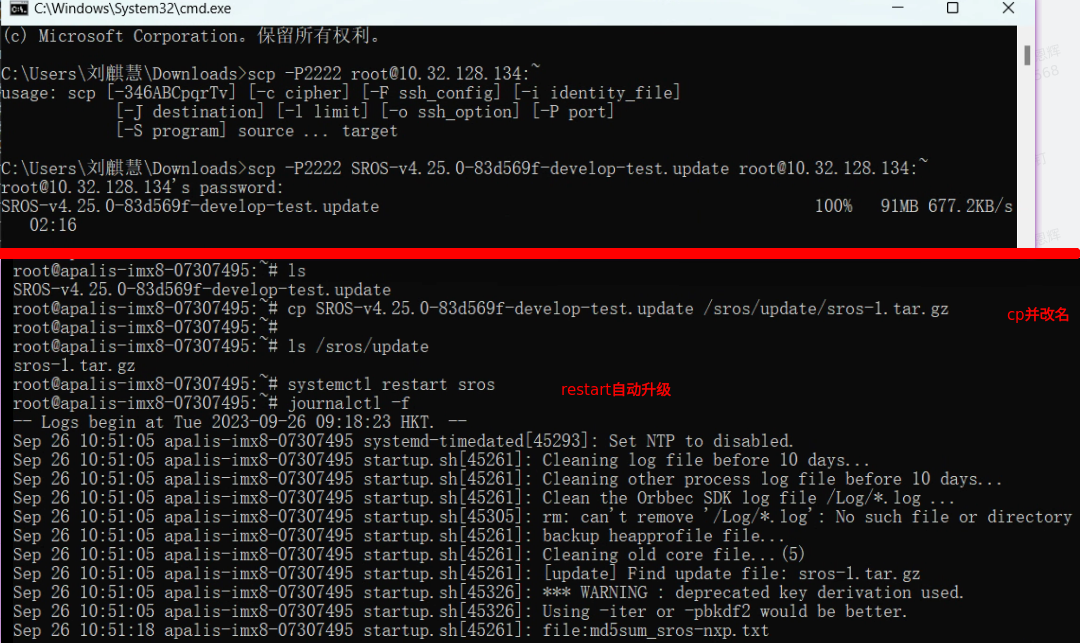 C:\Windows\System32\cmd.exe
(c) Microsoft Corporation。保留所有权利。
C:\Users\刘麒慧\Downloads>scp -P2222 root@10.32.128.134:~
usage: scp [-346ABCpqrTv] [-c cipher] [-F ssh_config] [-i identity_file]
[-J destination] [-l limit] [-o ssh_option] [-P port]
[-S program] source ... target
C:\Users\刘麒慧\Downloads>scp -P2222 SROS-v4.25.0-83d569f-develop-test.update root@10.32.128.134:~
root@10.32.128.134's password:
SROS-v4.25.0-83d569f-develop-test.update 100% 91MB 677.2KB/s
02:16
root@apalis-imx8-07307495:~# ls
SROS-v4.25.0-83d569f-develop-test.update
root@apalis-imx8-07307495:~# cp SROS-v4.25.0-83d569f-develop-test.update /sros/update/sros-1.tar.gz
cp并改名
root@apalis-imx8-07307495:~#
root@apalis-imx8-07307495:~# ls /sros/update
sros-1.tar.gz
root@apalis-imx8-07307495:~# systemctl restart sros
restart自动升级
root@apalis-imx8-07307495:~# journalctl -f
-- Logs begin at Tue 2023-09-26 09:18:23 HKT. --
Sep 26 10:51:05 apalis-imx8-07307495 systemd-timedated[45293]: Set NTP to disabled.
Sep 26 10:51:05 apalis-imx8-07307495 startup.sh[45261]: Cleaning log file before 10 days...
Sep 26 10:51:05 apalis-imx8-07307495 startup.sh[45261]: Cleaning other process log file before 10 days...
Sep 26 10:51:05 apalis-imx8-07307495 startup.sh[45261]: Clean the Orbbec SDK log file /Log/*.log ...
Sep 26 10:51:05 apalis-imx8-07307495 startup.sh[45305]: rm: can't remove '/Log/*.log': No such file or directory
Sep 26 10:51:05 apalis-imx8-07307495 startup.sh[45261]: backup heapprofile file...
Sep 26 10:51:05 apalis-imx8-07307495 startup.sh[45261]: Cleaning old core file...(5)
Sep 26 10:51:05 apalis-imx8-07307495 startup.sh[45261]: [update] Find update file: sros-1.tar.gz
Sep 26 10:51:05 apalis-imx8-07307495 startup.sh[45326]: *** WARNING : deprecated key derivation used.
Sep 26 10:51:05 apalis-imx8-07307495 startup.sh[45326]: Using -iter or -pbkdf2 would be better.
Sep 26 10:51:18 apalis-imx8-07307495 startup.sh[45261]: file:md5sum_sros-nxp.txt